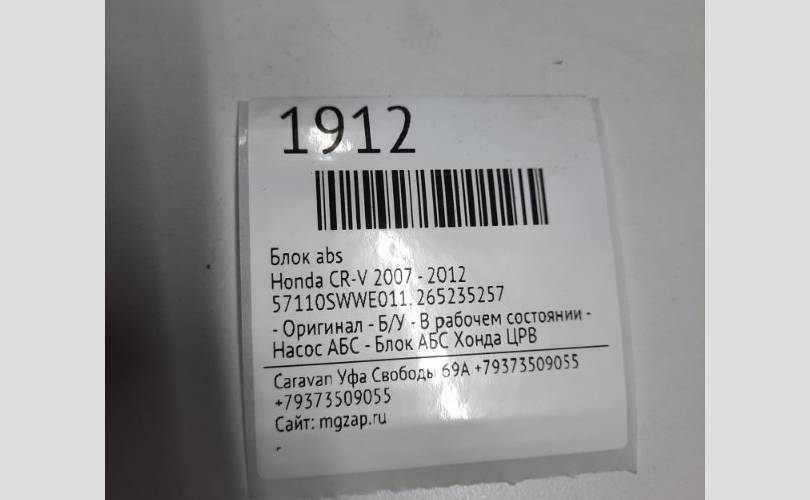 1912
Блок abs
Honda CR-V 2007 - 2012
57110SWWE011, 265235257
- Оригинал - Б/У - В рабочем состоянии -
Насос АБС - Блок АБС Хонда ЦРВ
Caravan Уфа Свободы 69А +79373509055
+79373509055
Сайт: mgzap.ru